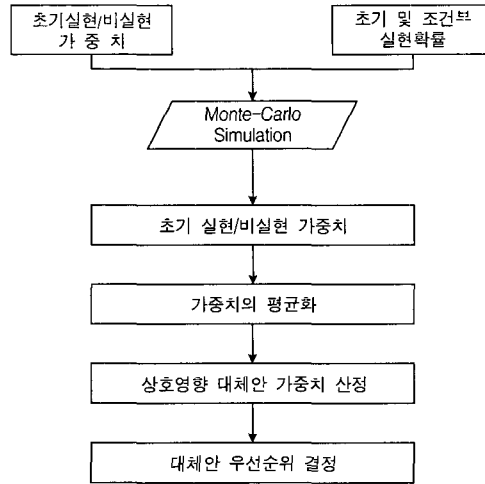 초기실현/비실현
가 중 치
초기 및 조건부
실현확률
Monte-Carlo
Simulation
초기 실현/비실현 가중치
가중치의 평균화
상호영향 대체안 가중치 산정
대체안 우선순위 결정